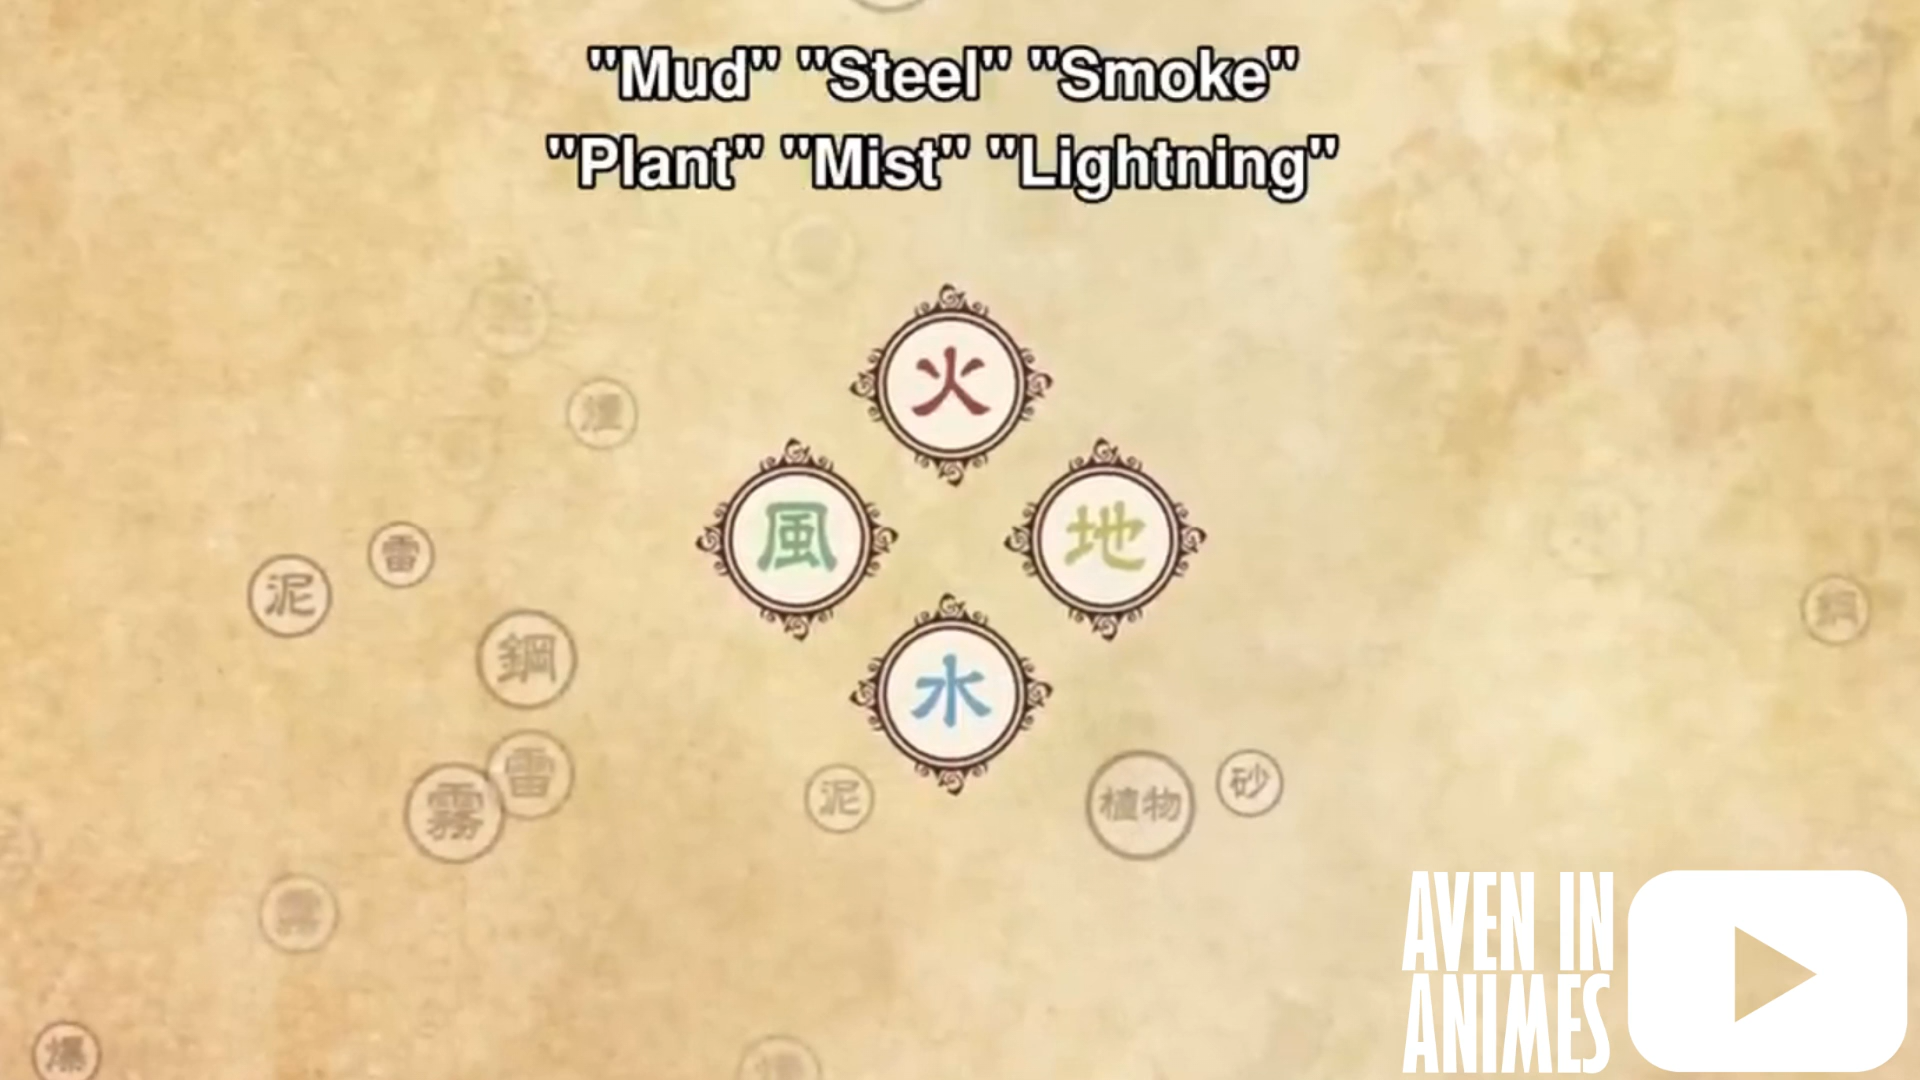 "Mud" "Steel" "Smoke"
"Plant" "Mist" "Lightning"
火
風
地
雷
泥
鋼
水
雷
霧
泥
植物
砂
爆
AVEN IN
ANIMES